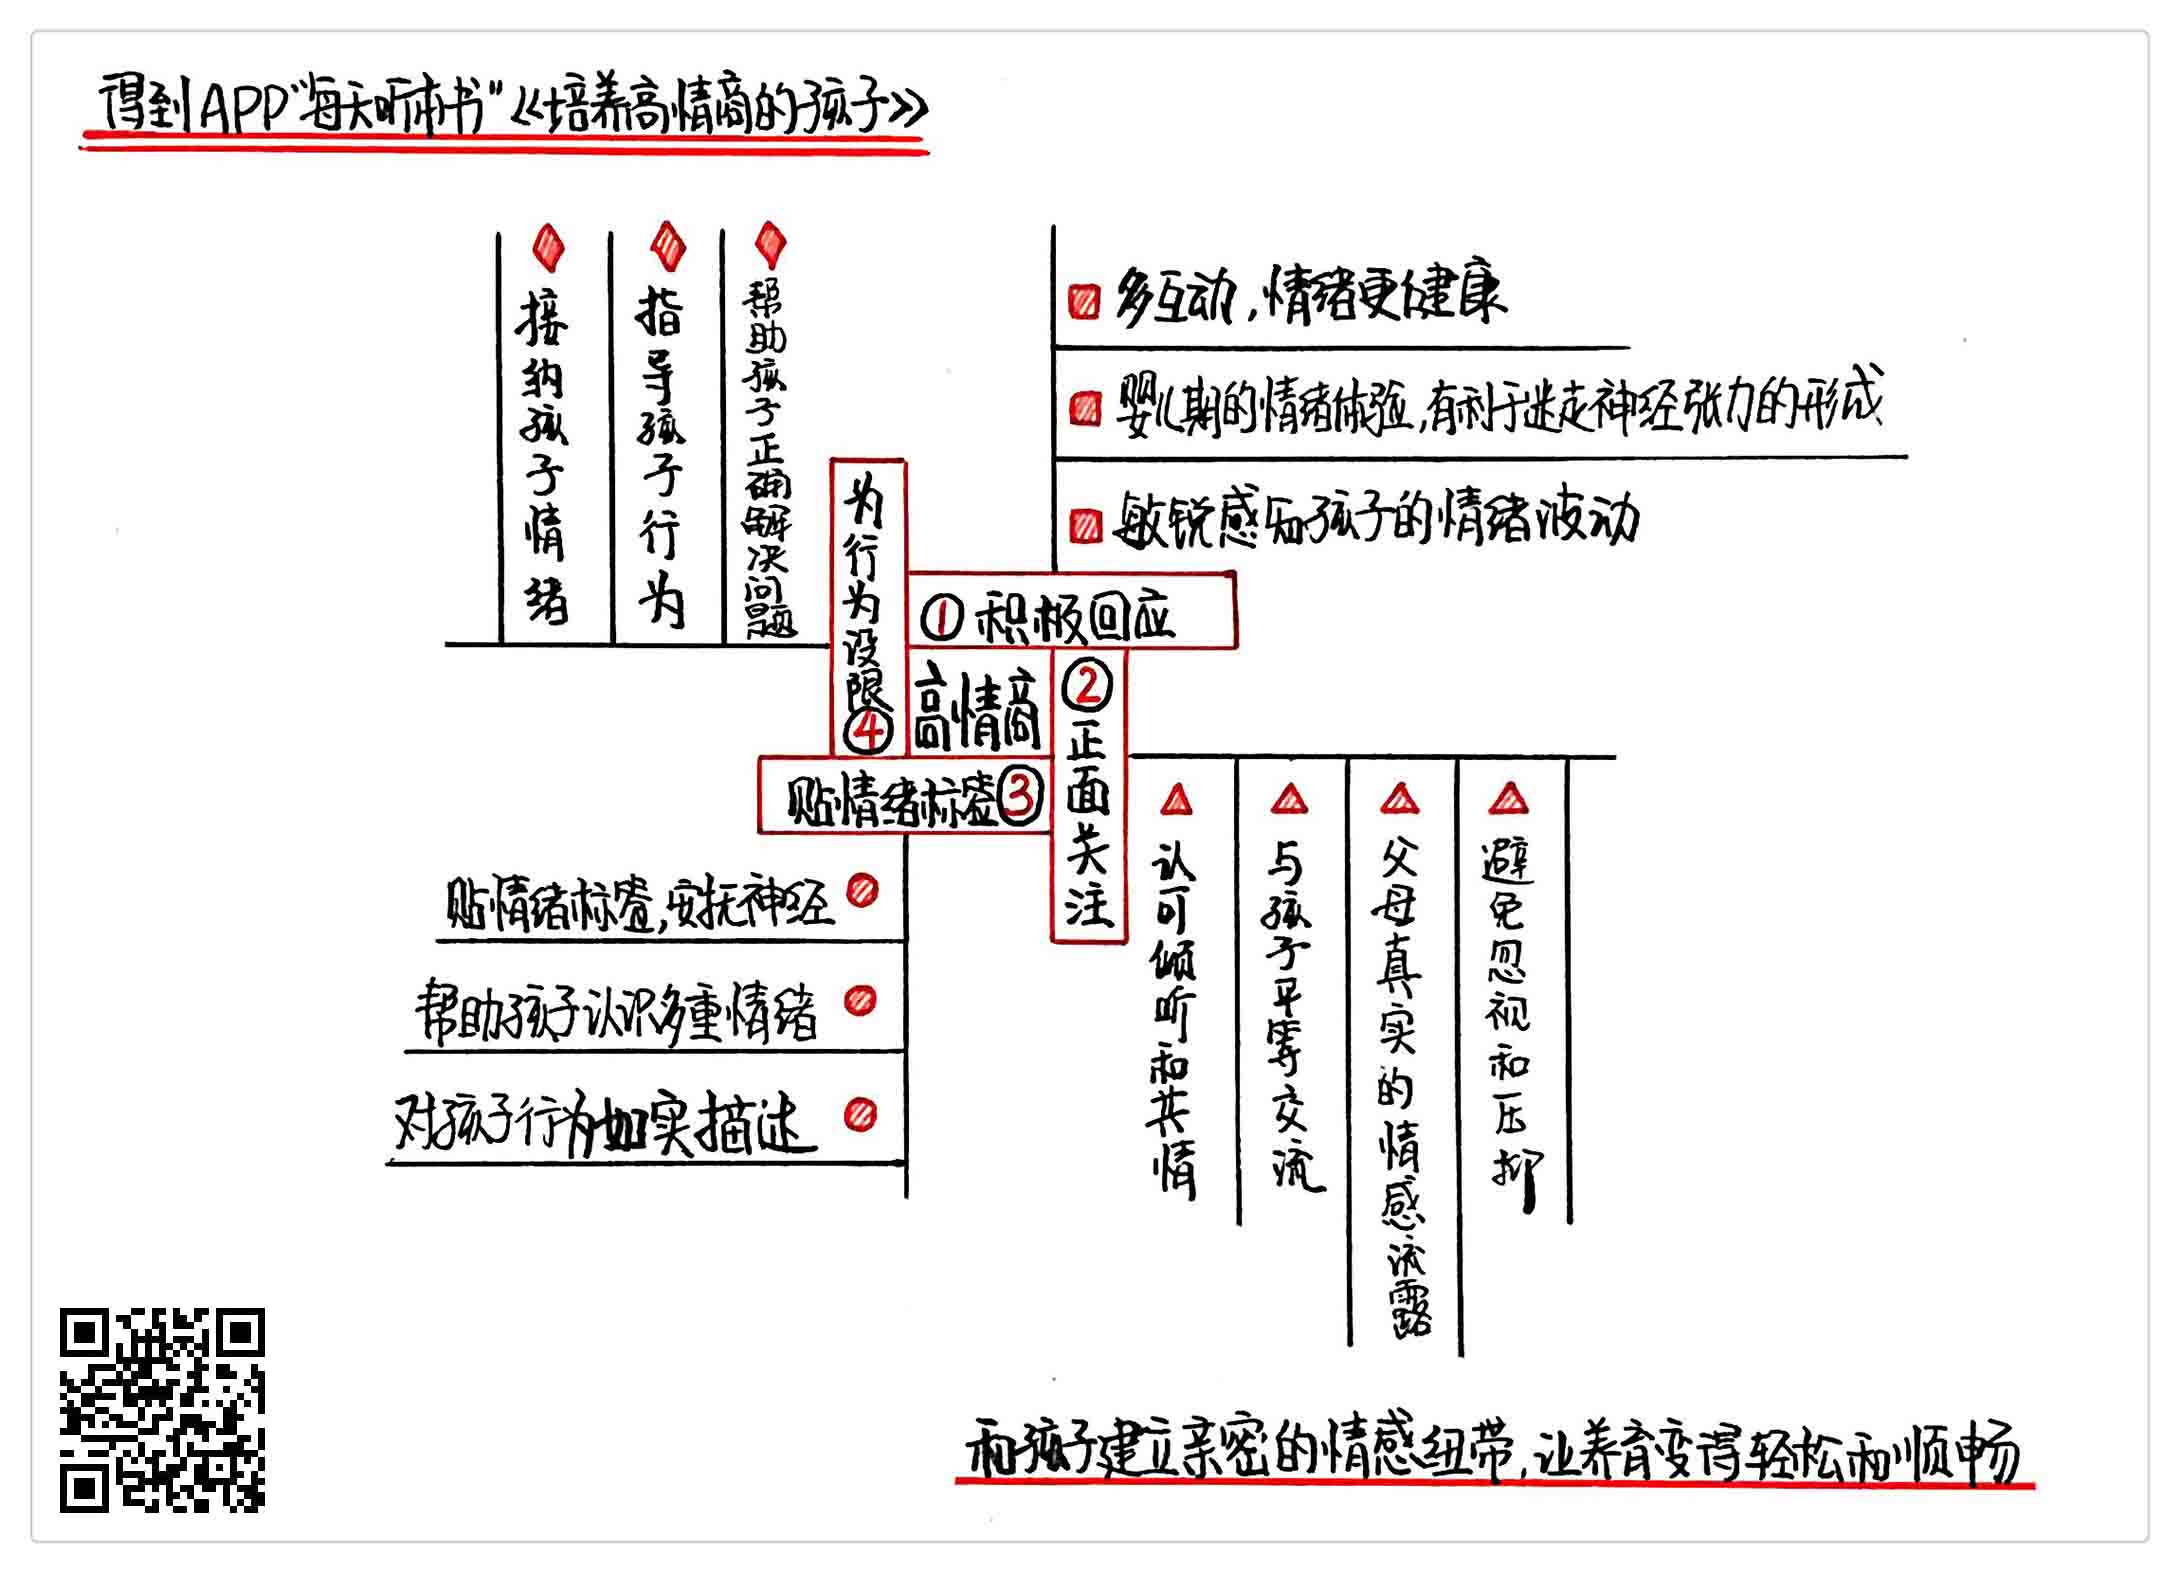 得到APP“每天听本书”《培养高情商的孩子》
高情商
①积极回应
多互动,情绪更健康
婴儿期的情绪体验,有利于迷走神经张力的形成
敏锐感知孩子的情绪波动
②正面关注
认可倾听和共情
与孩子平等交流
父母真实的情感流露
避免忽视和压抑
贴情绪标签③
贴情绪标签,安抚神经
帮助孩子认识多重情绪
对孩子行为如实描述
为行为设限④
接纳孩子情绪
指导孩子行为
帮助孩子正确解决问题
和孩子建立亲密的情感纽带,让养育变得轻松和顺畅